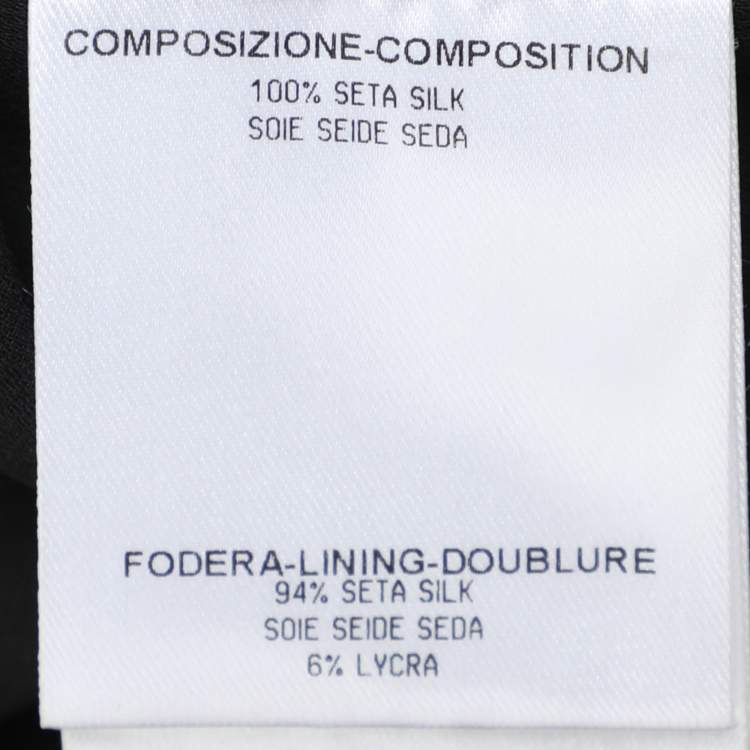 COMPOSIZIONE-COMPOSITION
100% SETA SILK
SOIE SEIDE SEDA
FODERA-LINING-DOUBLURE
94% SETA SILK
SOIE SEIDE SEDA
6% LYCRA